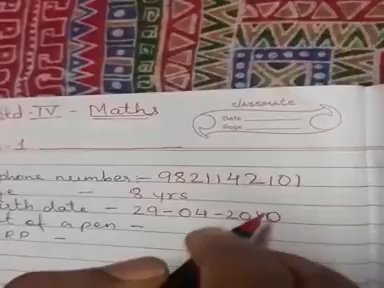 std-IV - Maths
classmate
Date
Page
-1
phone number:- 9821142101
- 8 yrs
birth date - 29-04-2010
of a pen -
RP -